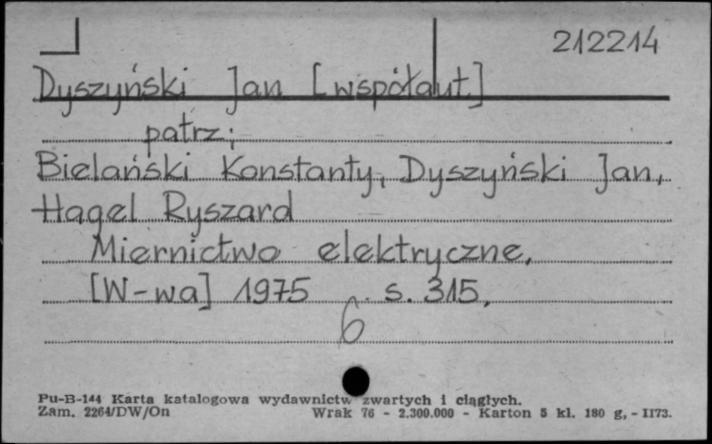 212214
Dyszyński Jan [współaut.]
patrz;
Bielański Konstanty, Dyszyński Jan,
Hagel Ryszard
Miernictwo elektryczne,
[W-wa] 1975 s. 315,
6
Pu-B-144 Karta katalogowa wydawnictw zwartych i ciągłych.
Zam. 2264/DW/On Wrak 76 - 2.300.000 - Karton 5 kl. 180 g, - II73.